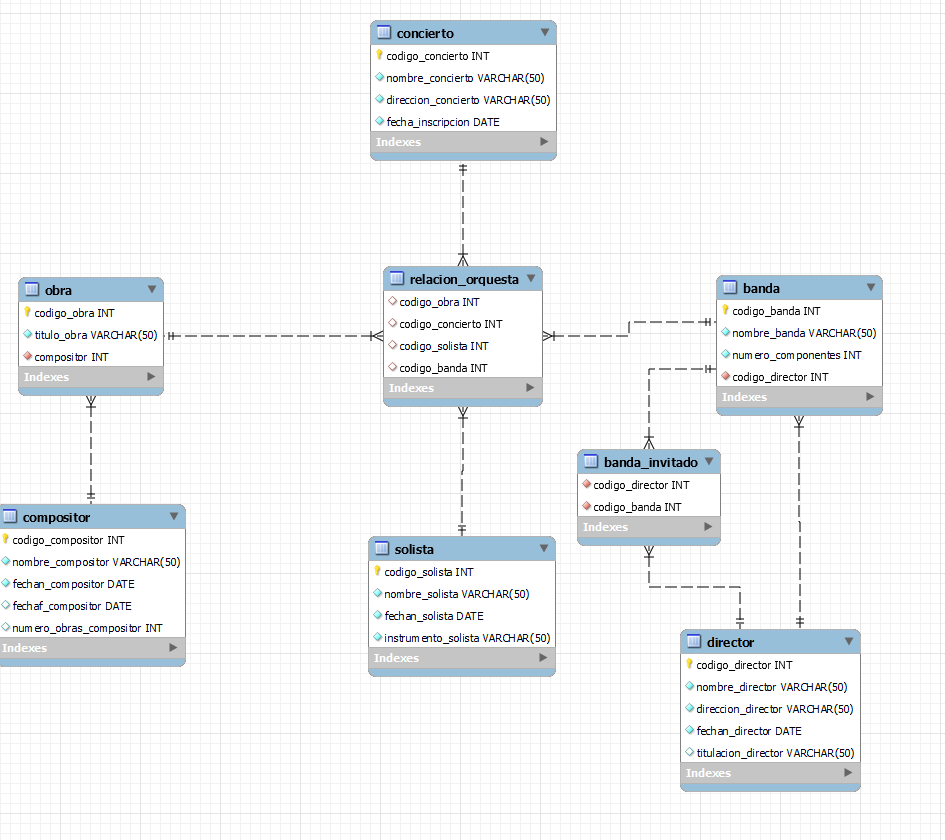 concierto
codigo_concierto INT
nombre_concierto VARCHAR(50)
direccion_concierto VARCHAR(50)
fecha_inscripcion DATE
Indexes
obra
codigo_obra INT
titulo_obra VARCHAR(50)
compositor INT
Indexes
relacion_orquesta
codigo_obra INT
codigo_concierto INT
codigo_solista INT
codigo_banda INT
Indexes
banda
codigo_banda INT
nombre_banda VARCHAR(50)
numero_componentes INT
codigo_director INT
Indexes
banda_invitado
codigo_director INT
codigo_banda INT
Indexes
compositor
codigo_compositor INT
nombre_compositor VARCHAR(50)
fechan_compositor DATE
fechaf_compositor DATE
numero_obras_compositor INT
Indexes
solista
codigo_solista INT
nombre_solista VARCHAR(50)
fechan_solista DATE
instrumento_solista VARCHAR(50)
Indexes
director
codigo_director INT
nombre_director VARCHAR(50)
direccion_director VARCHAR(50)
fechan_director DATE
titulacion_director VARCHAR(50)
Indexes